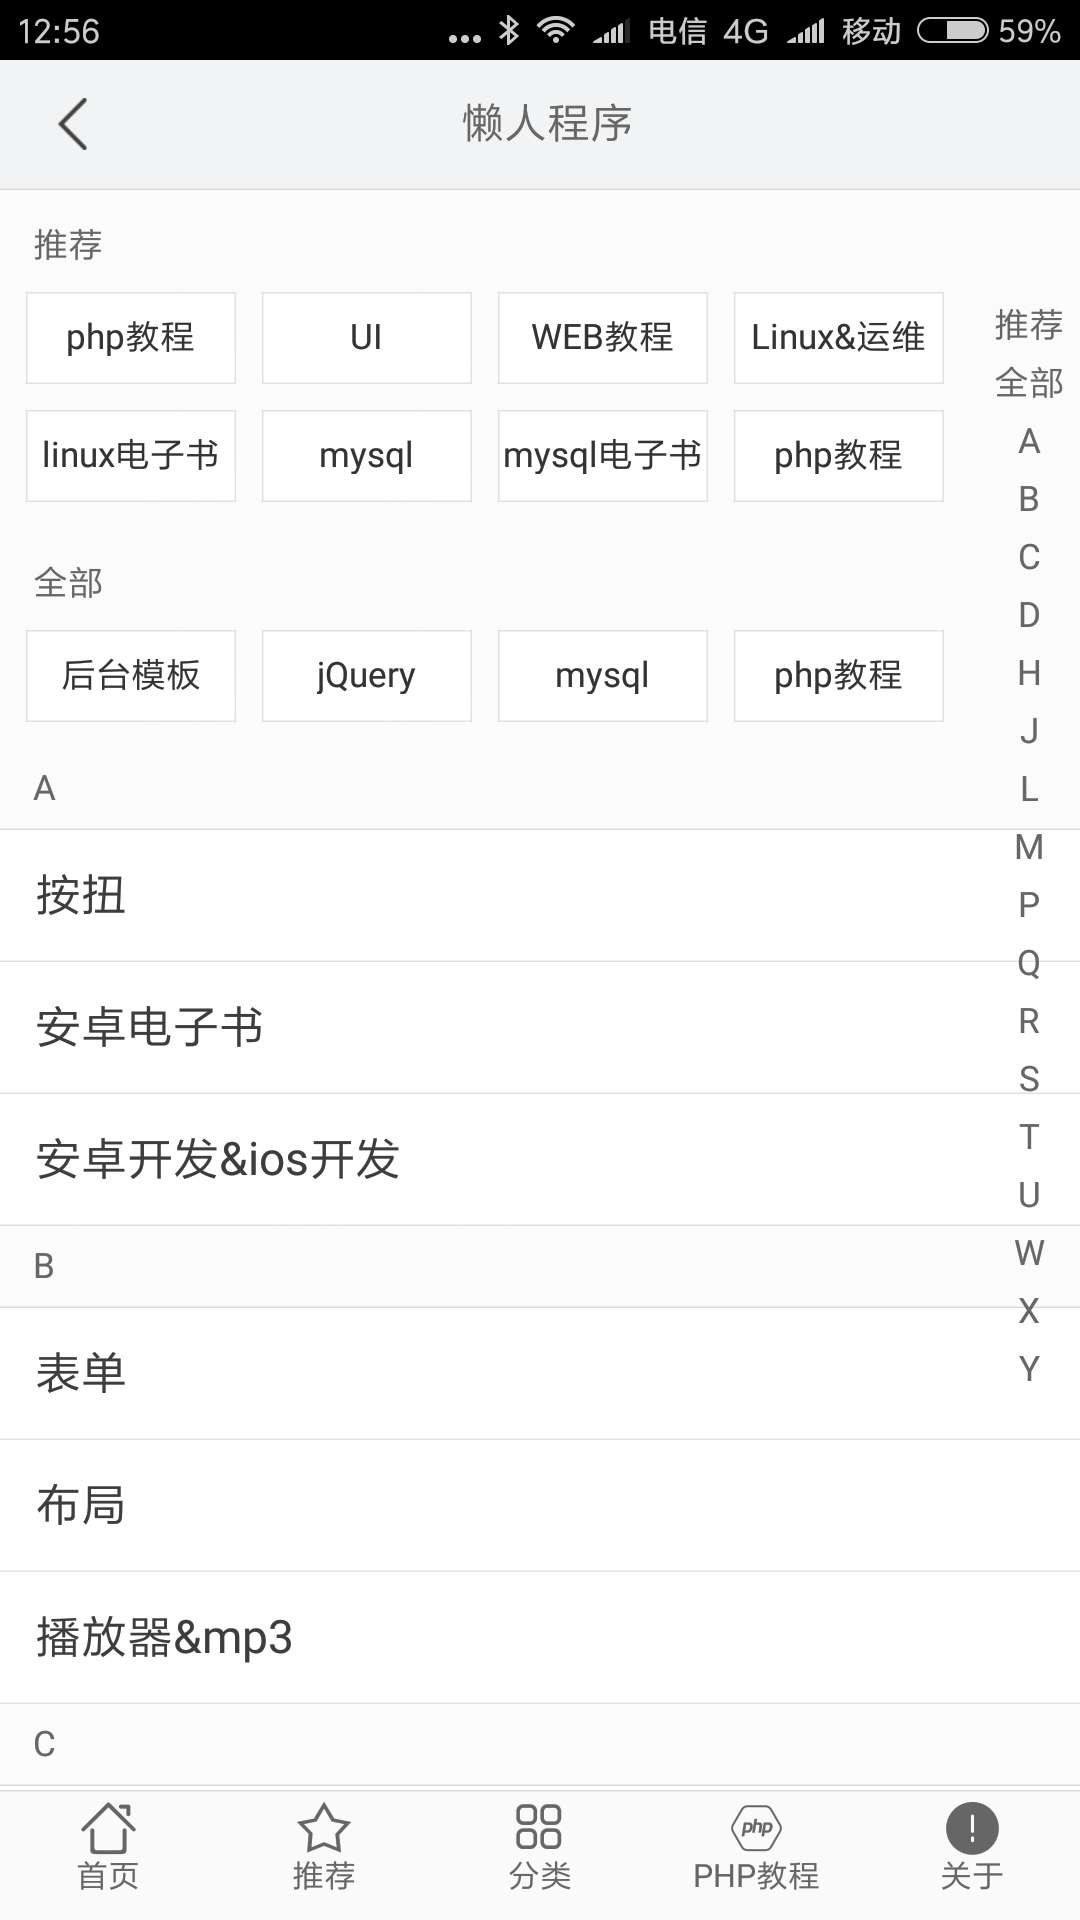 12:56 ... 电信 4G 移动 59%
懒人程序
推荐
php教程 UI WEB教程 Linux&运维
linux电子书 mysql mysql电子书 php教程
全部
后台模板 jQuery mysql php教程
A
按扭
安卓电子书
安卓开发&ios开发
B
表单
布局
播放器&mp3
C
推荐
全部
A
B
C
D
H
J
L
M
P
Q
R
S
T
U
W
X
Y
php
首页 推荐 分类 PHP教程 关于